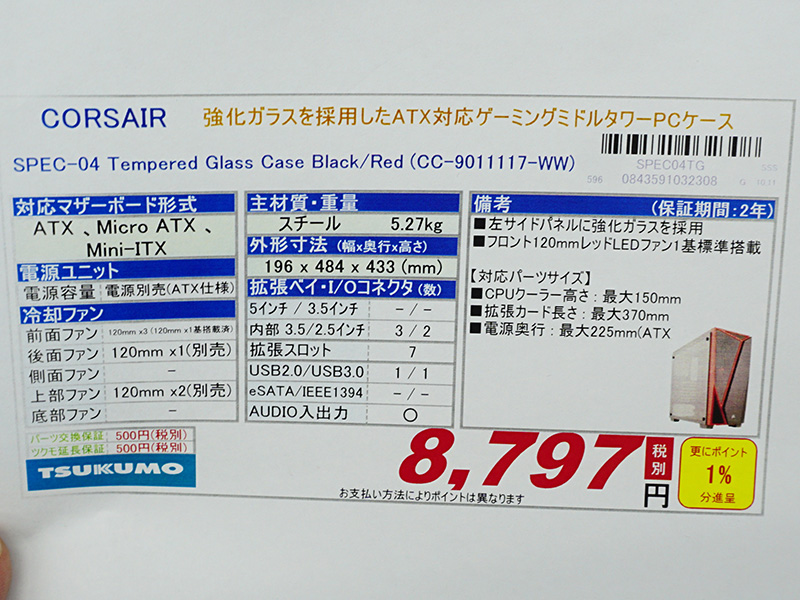 CORSAIR 強化ガラスを採用したATX対応ゲーミングミドルタワーPCケース
SPEC-04 Tempered Glass Case Black/Red (CC-9011117-WW)
SPEC04TG
596 0843591032308
対応マザーボード形式
ATX 、Micro ATX 、
Mini-ITX
電源ユニット
電源容量 電源別売(ATX仕様)
冷却ファン
前面ファン 120mm x3 (120mm x1基搭載済)
後面ファン 120mm x1(別売)
側面ファン -
上部ファン 120mm x2(別売)
底部ファン -
主材質・重量
スチール 5.27kg
外形寸法 (幅x奥行x高さ)
196 x 484 x 433 (mm)
拡張ベイ・I/Oコネクタ (数)
5インチ / 3.5インチ - / -
内部 3.5/2.5インチ 3 / 2
拡張スロット 7
USB2.0/USB3.0 1 / 1
eSATA/IEEE1394 - / -
AUDIO入出力 ○
備考 (保証期間:2年)
■左サイドパネルに強化ガラスを採用
■フロント120mmレッドLEDファン1基標準搭載
【対応パーツサイズ】
■CPUクーラー高さ : 最大150mm
■拡張カード長さ : 最大370mm
■電源奥行 : 最大225mm(ATX
パーツ交換保証 500円(税別)
ツクモ延長保証 500円(税別)
TSUKUMO
8,797円 税別
お支払い方法によりポイントは異なります
更にポイント
1%
分進呈